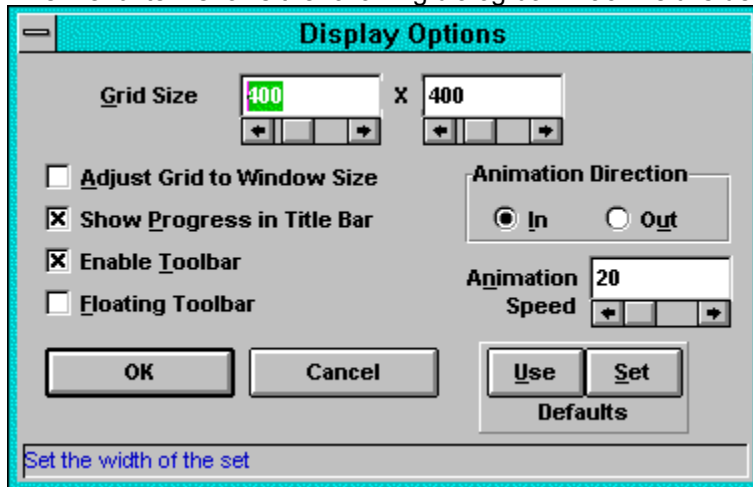 Display Options
Grid Size 400 X 400
Adjust Grid to Window Size
Animation Direction
Show Progress in Title Bar
In Out
Enable Toolbar
Animation Speed 20
Floating Toolbar
OK Cancel Use Set
Defaults
Set the width of the set